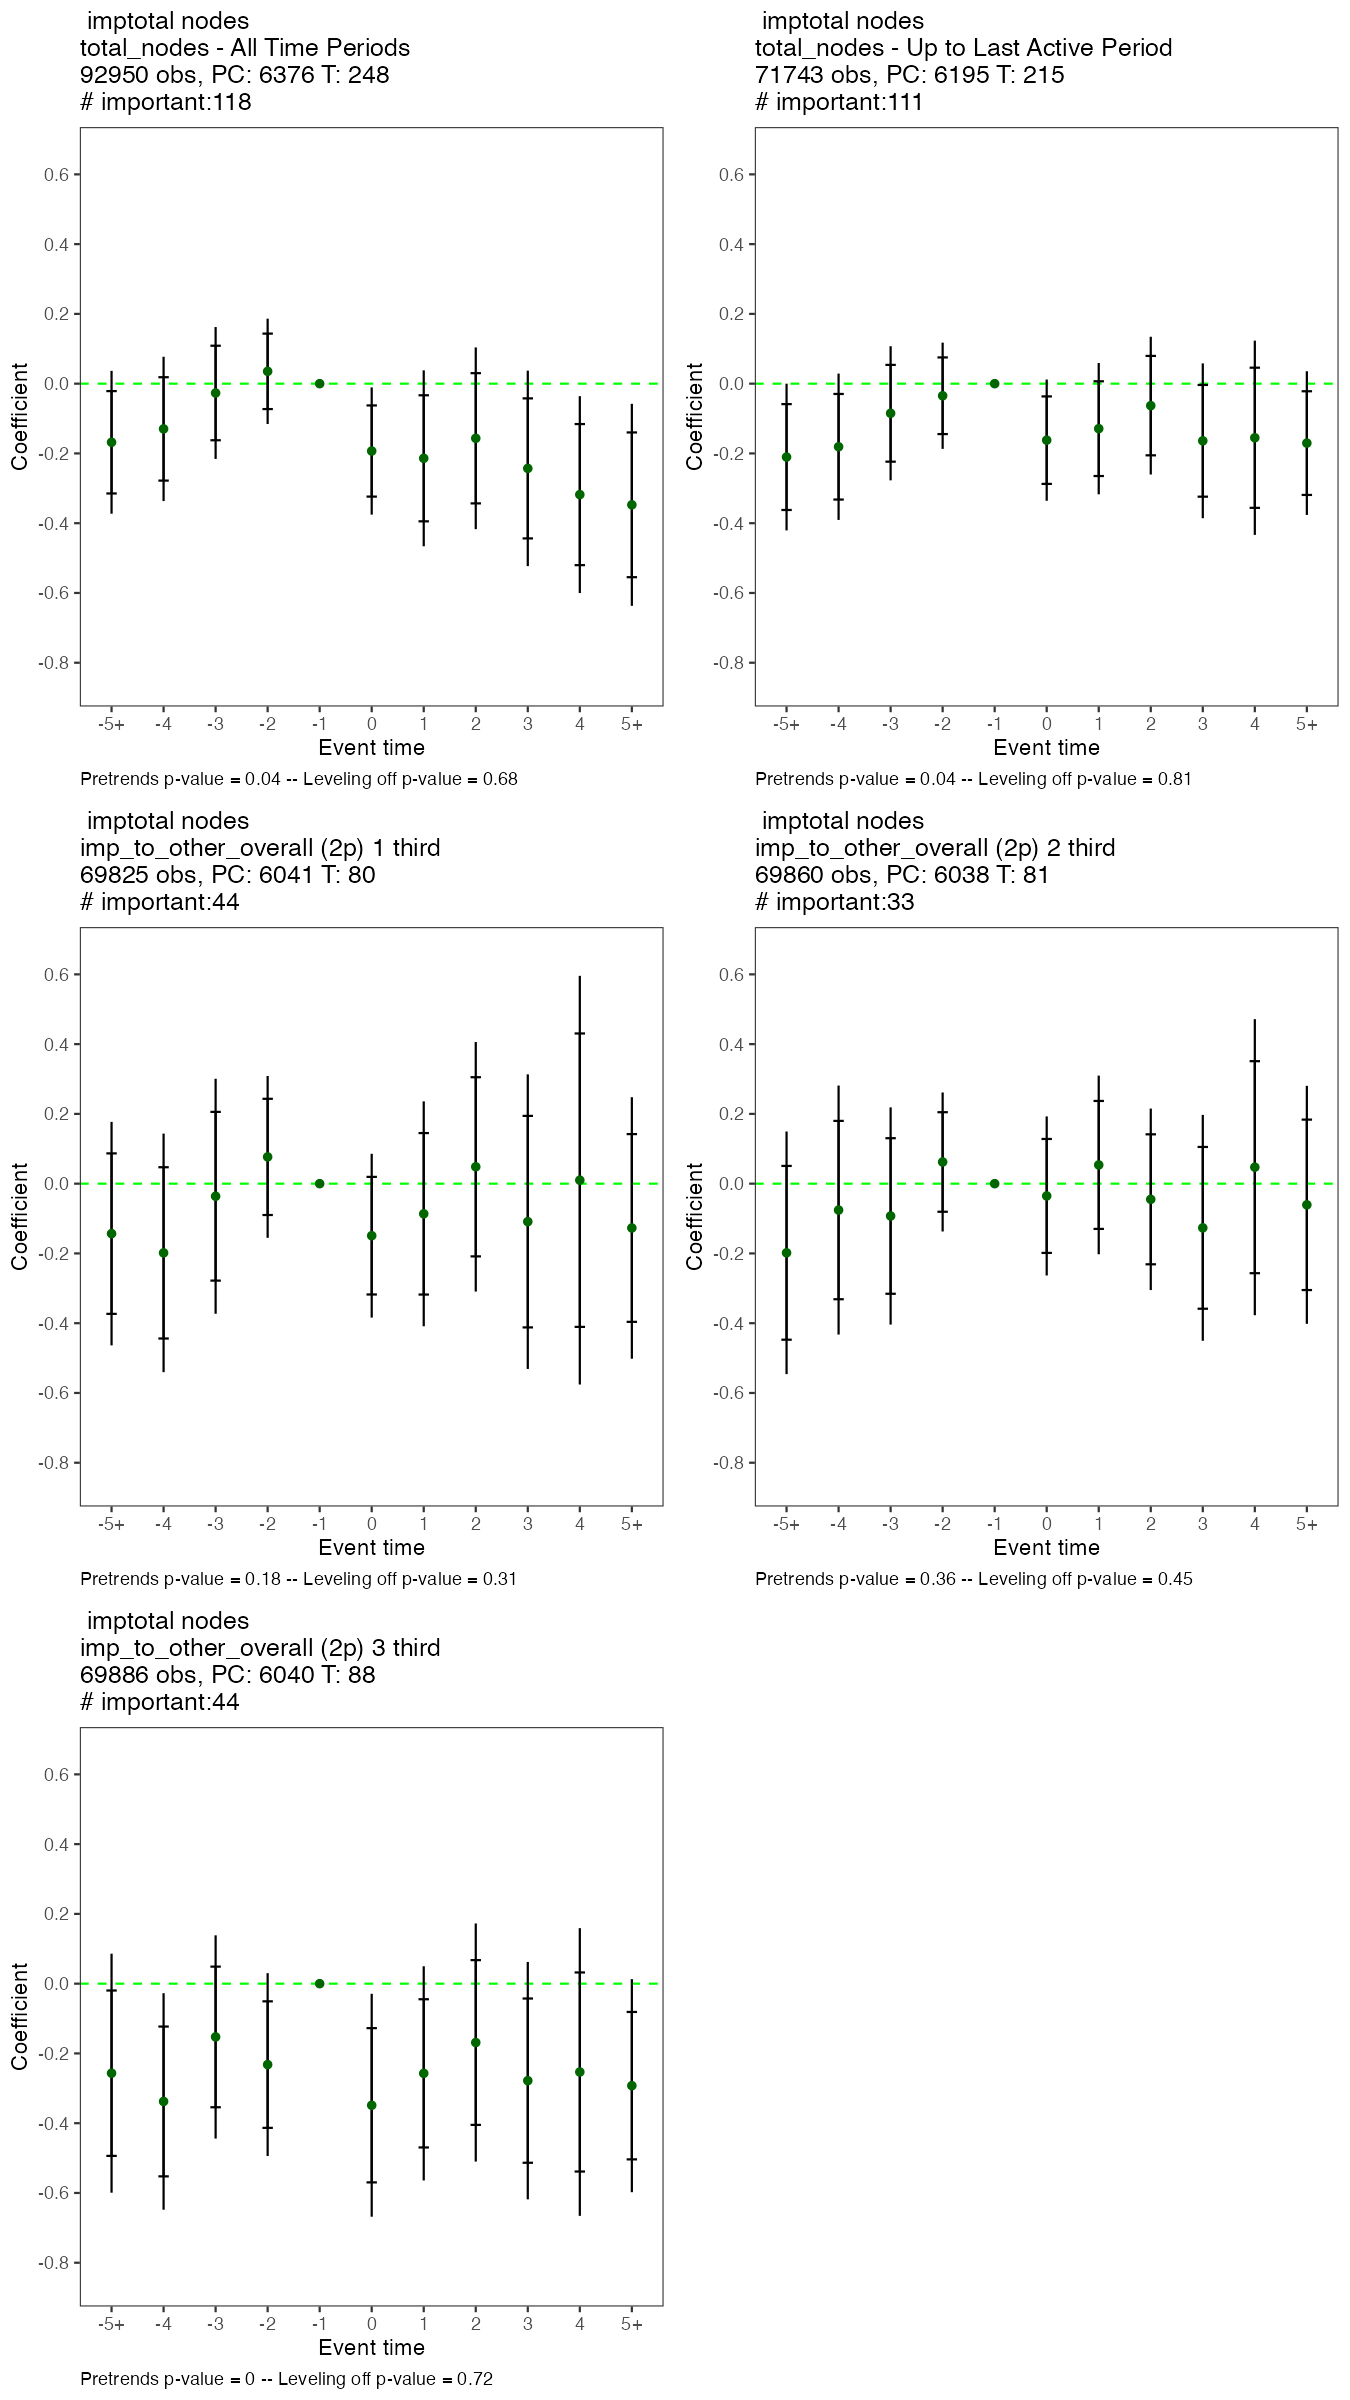 imptotal nodes
total_nodes - All Time Periods
92950 obs, PC: 6376 T: 248
# important:118
Coefficient
0.6
0.4
0.2
0.0
-0.2
-0.4
-0.6
-0.8
-5+ -4 -3 -2 -1 0 1 2 3 4 5+
Event time
Pretrends p-value = 0.04 -- Leveling off p-value = 0.68
imptotal nodes
total_nodes - Up to Last Active Period
71743 obs, PC: 6195 T: 215
# important:111
Coefficient
0.6
0.4
0.2
0.0
-0.2
-0.4
-0.6
-0.8
-5+ -4 -3 -2 -1 0 1 2 3 4 5+
Event time
Pretrends p-value = 0.04 -- Leveling off p-value = 0.81
imptotal nodes
imp_to_other_overall (2p) 1 third
69825 obs, PC: 6041 T: 80
# important:44
Coefficient
0.6
0.4
0.2
0.0
-0.2
-0.4
-0.6
-0.8
-5+ -4 -3 -2 -1 0 1 2 3 4 5+
Event time
Pretrends p-value = 0.18 -- Leveling off p-value = 0.31
imptotal nodes
imp_to_other_overall (2p) 2 third
69860 obs, PC: 6038 T: 81
# important:33
Coefficient
0.6
0.4
0.2
0.0
-0.2
-0.4
-0.6
-0.8
-5+ -4 -3 -2 -1 0 1 2 3 4 5+
Event time
Pretrends p-value = 0.36 -- Leveling off p-value = 0.45
imptotal nodes
imp_to_other_overall (2p) 3 third
69886 obs, PC: 6040 T: 88
# important:44
Coefficient
0.6
0.4
0.2
0.0
-0.2
-0.4
-0.6
-0.8
-5+ -4 -3 -2 -1 0 1 2 3 4 5+
Event time
Pretrends p-value = 0 -- Leveling off p-value = 0.72